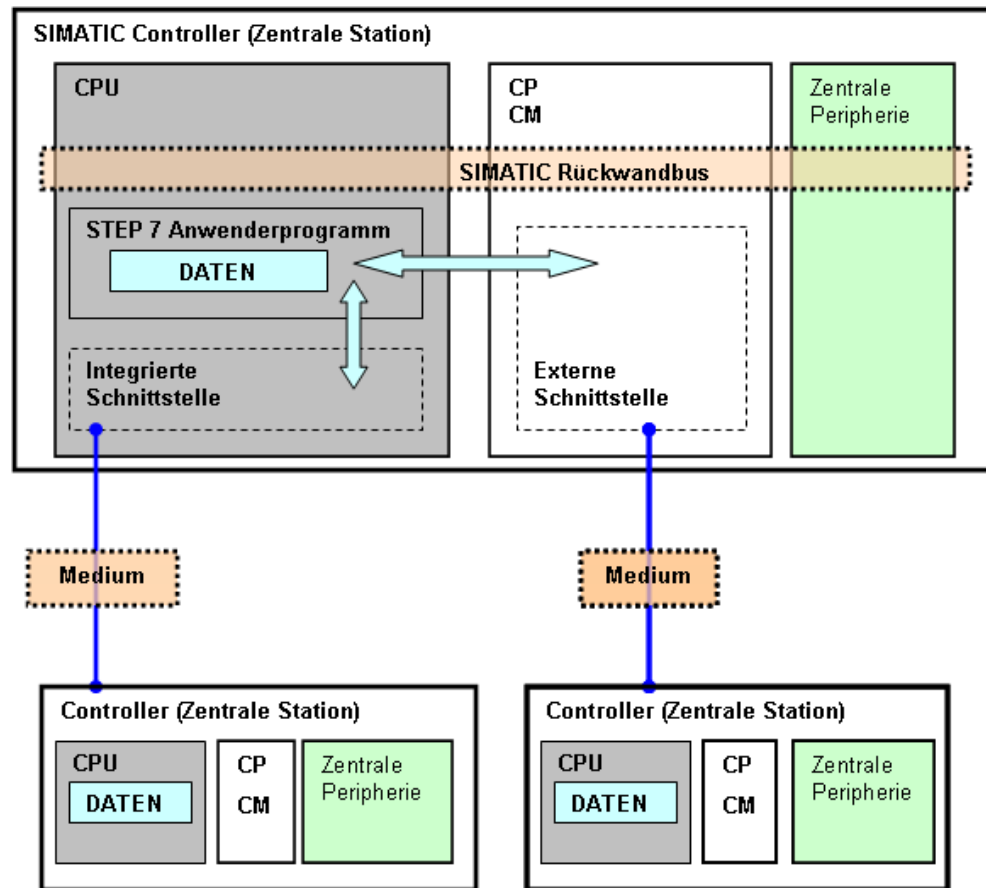 SIMATIC Controller (Zentrale Station)
CPU
CP
CM
Zentrale
Peripherie
SIMATIC Rückwandbus
STEP 7 Anwenderprogramm
DATEN
Integrierte
Schnittstelle
Externe
Schnittstelle
Medium
Medium
Controller (Zentrale Station)
CPU
DATEN
CP
CM
Zentrale
Peripherie
Controller (Zentrale Station)
CPU
DATEN
CP
CM
Zentrale
Peripherie